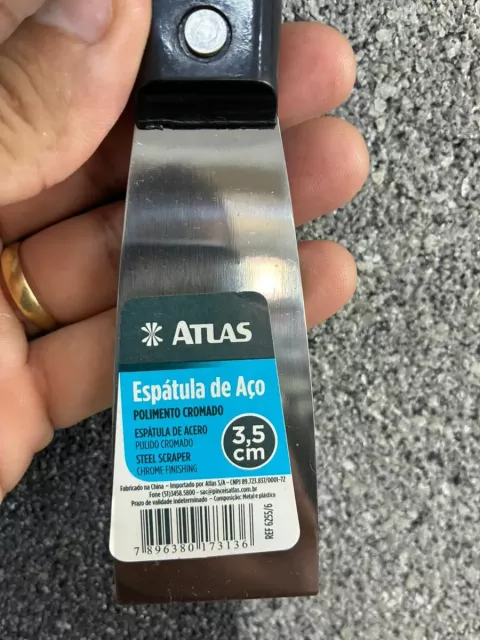 ATLAS
Espátula de Aço
POLIMENTO CROMADO
ESPÁTULA DE ACERO
PULIDO CROMADO
STEEL SCRAPER
CHROME FINISHING
3,5
cm
Fabricado na China – Importado por Atlas S/A – CNPJ 89.723.837/0001-72
Fone (51)3458.5800 - sac@pinceisatlas.com.br
Prazo de validade indeterminado – Composição: Metal e plástico
7 896380 173136
REF 6255/6